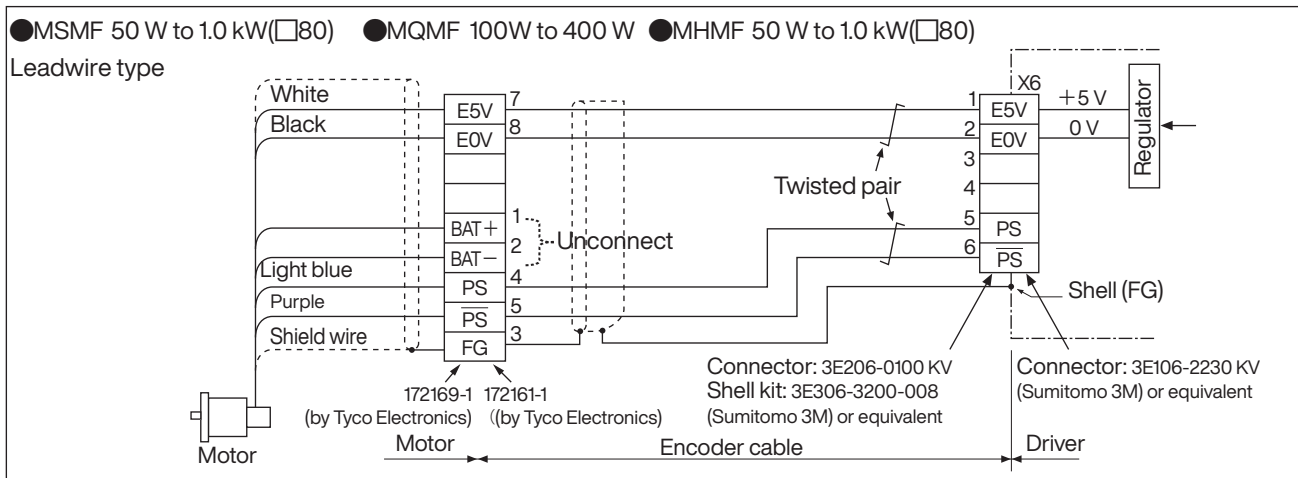 ●MSMF 50 W to 1.0 kW(□80) ●MQMF 100W to 400 W ●MHMF 50 W to 1.0 kW(□80)
Leadwire type
White
Black
Light blue
Purple
Shield wire
Motor
E5V 7
E0V 8
BAT+ 1
BAT− 2
PS 4
P̅S̅ 5
FG 3
Unconnect
172169-1
(by Tyco Electronics)
172161-1
((by Tyco Electronics)
Twisted pair
X6
1 E5V +5 V
2 E0V 0 V
3
4
5 PS
6 P̅S̅
Regulator
Shell (FG)
Connector: 3E206-0100 KV
Shell kit: 3E306-3200-008
(Sumitomo 3M) or equivalent
Connector: 3E106-2230 KV
(Sumitomo 3M) or equivalent
Motor
Encoder cable
Driver